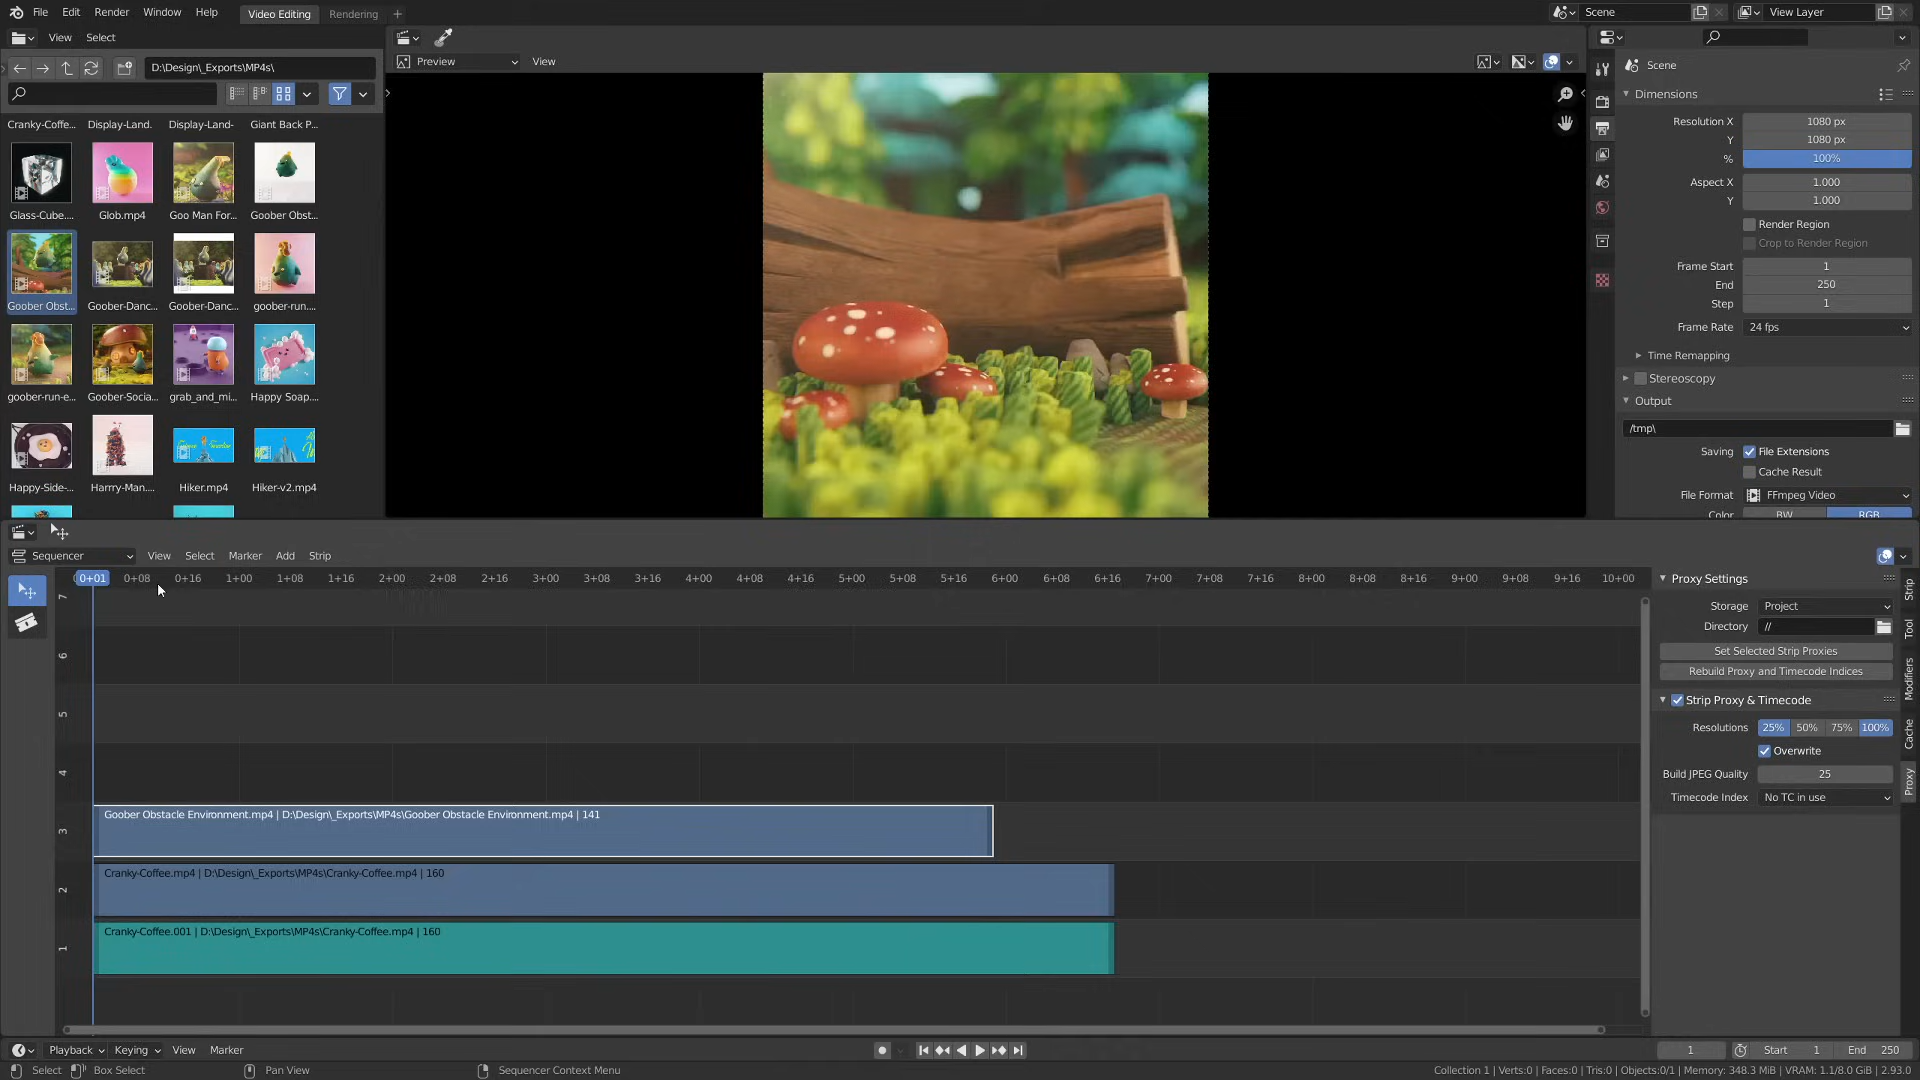 File Edit Render Window Help Video Editing Rendering + Scene View Layer
View Select
D:\Design\_Exports\MP4s\
Preview View
Scene
Dimensions
Resolution X 1080 px
Y 1080 px
% 100%
Aspect X 1.000
Y 1.000
Render Region
Crop to Render Region
Frame Start 1
End 250
Step 1
Frame Rate 24 fps
Time Remapping
Stereoscopy
Output
/tmp\
Saving File Extensions
Cache Result
File Format FFmpeg Video
Color BW RGB
Cranky-Coffe... Display-Land. Display-Land- Giant Back P...
Glass-Cube.... Glob.mp4 Goo Man For... Goober Obst...
Goober Obst... Goober-Danc... Goober-Danc... goober-run....
goober-run-e... Goober-Socia... grab_and_mi... Happy Soap....
Happy-Side-... Harrry-Man.... Hiker.mp4 Hiker-v2.mp4
Sequencer View Select Marker Add Strip
0+01 0+08 0+16 1+00 1+08 1+16 2+00 2+08 2+16 3+00 3+08 3+16 4+00 4+08 4+16 5+00 5+08 5+16 6+00 6+08 6+16 7+00 7+08 7+16 8+00 8+08 8+16 9+00 9+08 9+16 10+00
7
6
5
4
3
Goober Obstacle Environment.mp4 | D:\Design\_Exports\MP4s\Goober Obstacle Environment.mp4 | 141
2
Cranky-Coffee.mp4 | D:\Design\_Exports\MP4s\Cranky-Coffee.mp4 | 160
1
Cranky-Coffee.001 | D:\Design\_Exports\MP4s\Cranky-Coffee.mp4 | 160
Proxy Settings
Storage Project
Directory //
Set Selected Strip Proxies
Rebuild Proxy and Timecode Indices
Strip Proxy & Timecode
Resolutions 25% 50% 75% 100%
Overwrite
Build JPEG Quality 25
Timecode Index No TC in use
Strip
Tool
Modifiers
Cache
Proxy
Playback Keying View Marker 1 Start 1 End 250
Select Box Select Pan View Sequencer Context Menu Collection 1 | Verts:0 | Faces:0 | Tris:0 | Objects:0/1 | Memory: 348.3 MiB | VRAM: 1.1/8.0 GiB | 2.93.0